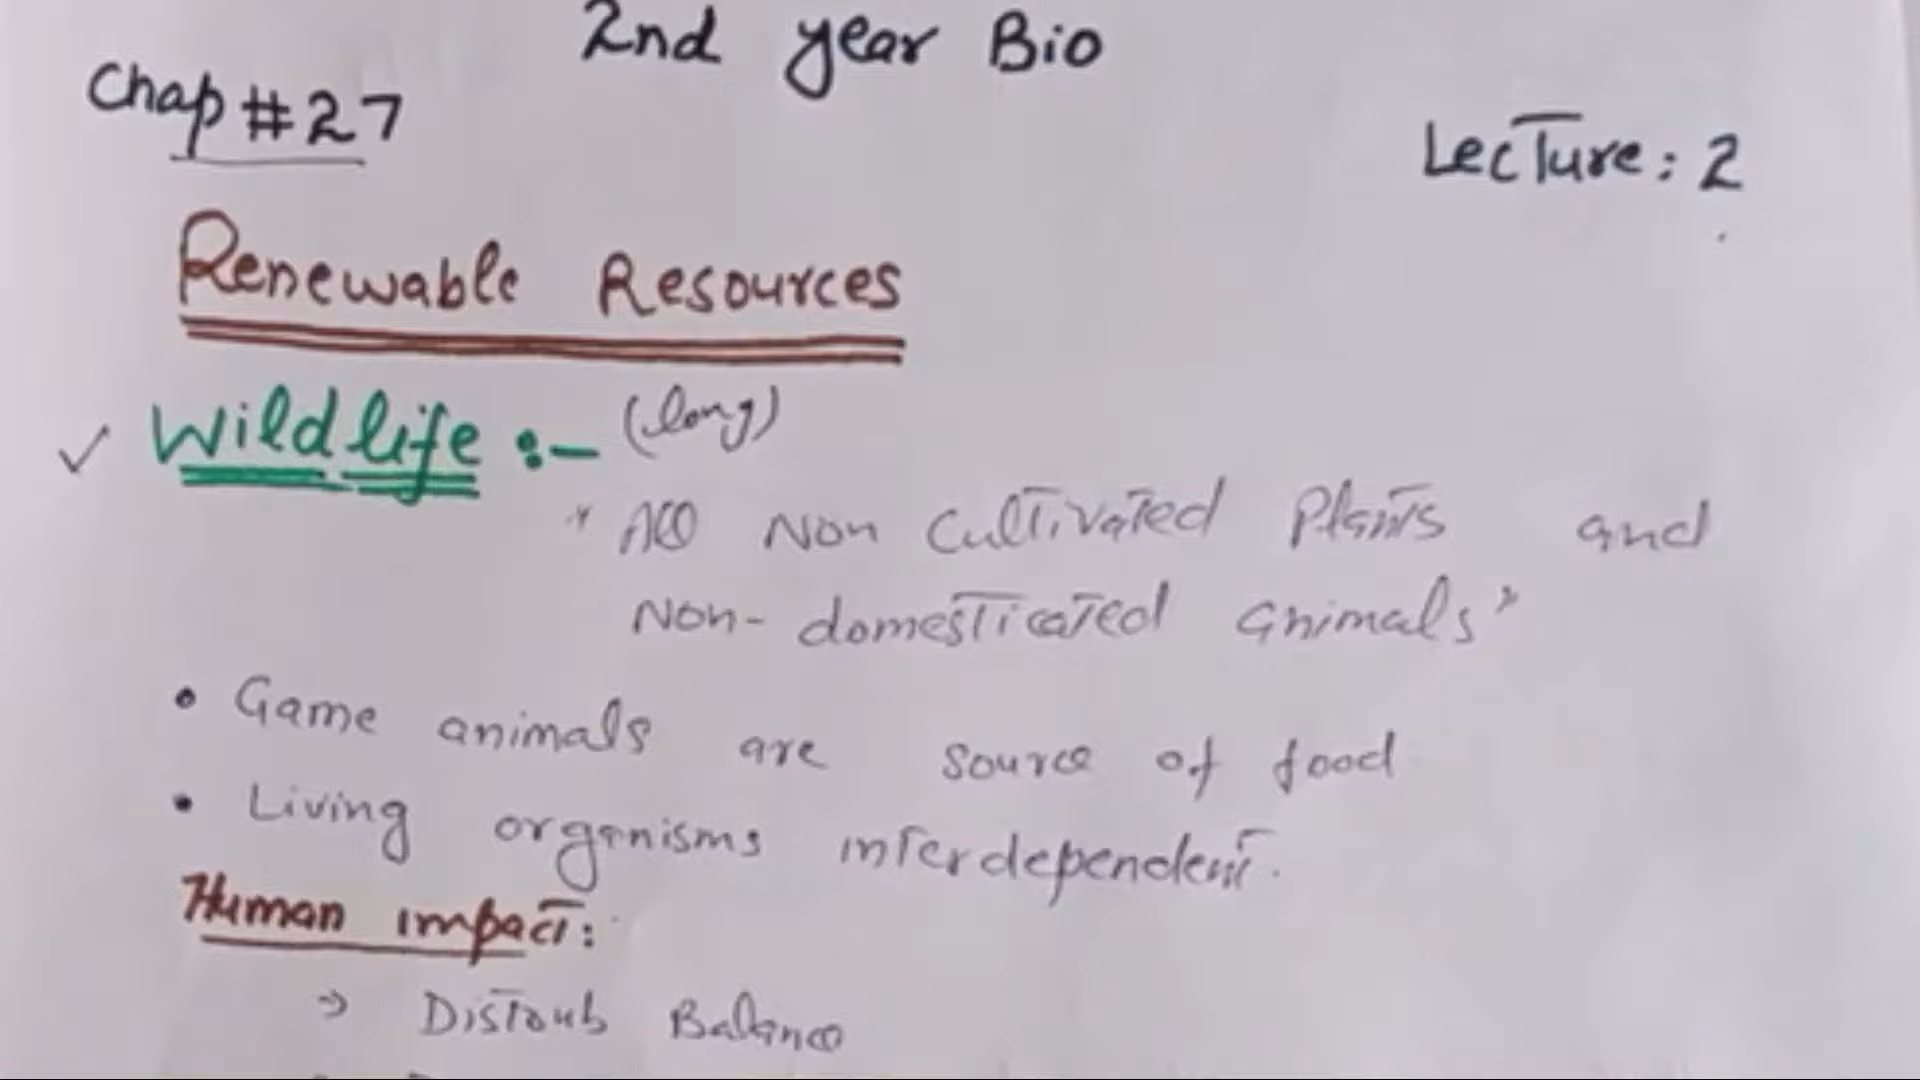 2nd year Bio
Chap #27
Lecture: 2
Renewable Resources
✓ Wildlife :- (long)
" All Non Cultivated Plants and
Non-domesticated animals"
• Game animals are source of food
• Living organisms interdependent.
Human impact:
→ Distoub Balance